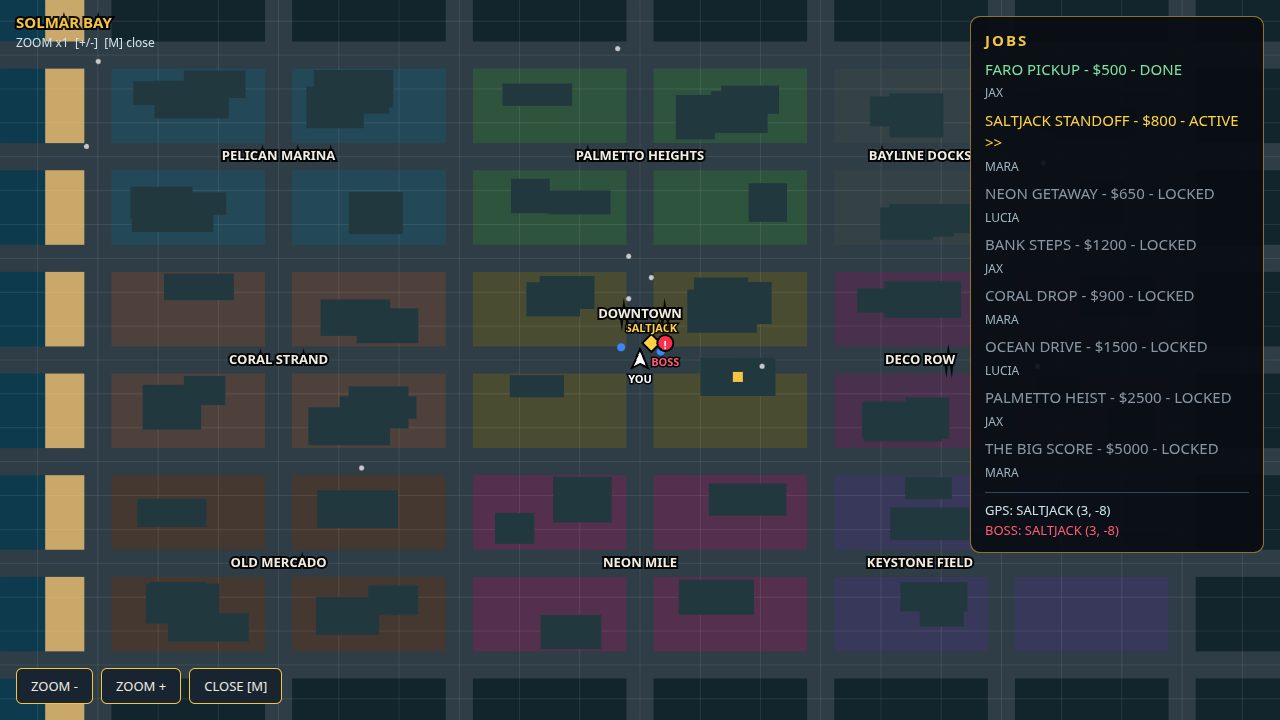 SOLMAR BAY
ZOOM x1 [+/-] [M] close
PELICAN MARINA
PALMETTO HEIGHTS
BAYLINE DOCKS
DOWNTOWN
SALTJACK
!
BOSS
YOU
CORAL STRAND
DECO ROW
OLD MERCADO
NEON MILE
KEYSTONE FIELD
JOBS
FARO PICKUP - $500 - DONE
JAX
SALTJACK STANDOFF - $800 - ACTIVE
>>
MARA
NEON GETAWAY - $650 - LOCKED
LUCIA
BANK STEPS - $1200 - LOCKED
JAX
CORAL DROP - $900 - LOCKED
MARA
OCEAN DRIVE - $1500 - LOCKED
LUCIA
PALMETTO HEIST - $2500 - LOCKED
JAX
THE BIG SCORE - $5000 - LOCKED
MARA
GPS: SALTJACK (3, -8)
BOSS: SALTJACK (3, -8)
ZOOM -
ZOOM +
CLOSE [M]